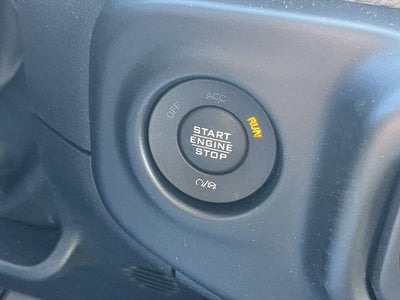 OFF ACC RUN
START
ENGINE
STOP